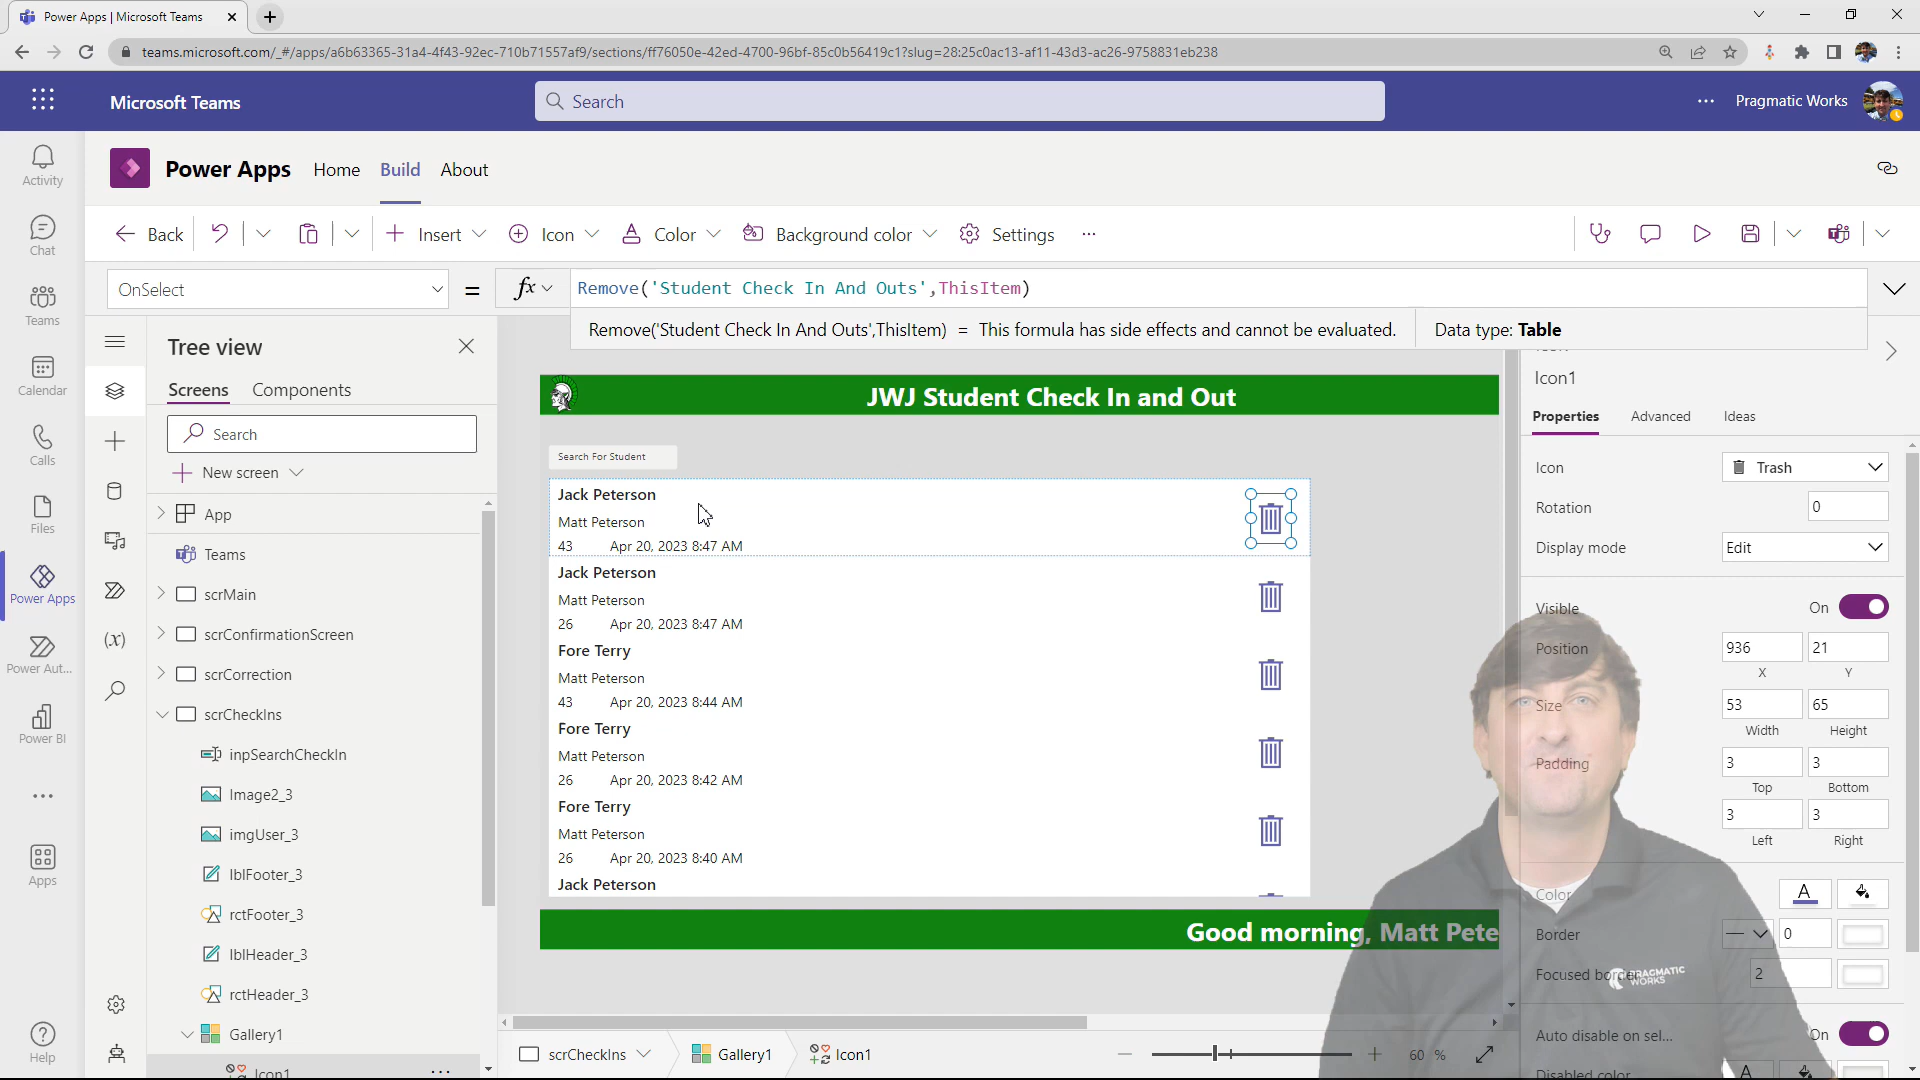 Power Apps | Microsoft Teams
teams.microsoft.com/_#/apps/a6b63365-31a4-4f43-92ec-710b71557af9/sections/ff76050e-42ed-4700-96bf-85c0b56419c1?slug=28:25c0ac13-af11-43d3-ac26-9758831eb238
Microsoft Teams
Search
Pragmatic Works
Activity
Chat
Teams
Calendar
Calls
Files
Power Apps
Power Aut...
Power BI
Apps
Help
Power Apps Home Build About
Back Insert Icon Color Background color Settings
OnSelect = fx Remove('Student Check In And Outs',ThisItem)
Remove('Student Check In And Outs',ThisItem) = This formula has side effects and cannot be evaluated. Data type: Table
Tree view
Screens Components
Search
New screen
App
Teams
scrMain
scrConfirmationScreen
scrCorrection
scrCheckIns
inpSearchCheckIn
Image2_3
imgUser_3
lblFooter_3
rctFooter_3
lblHeader_3
rctHeader_3
Gallery1
Icon1
JWJ Student Check In and Out
Search For Student
Jack Peterson
Matt Peterson
43 Apr 20, 2023 8:47 AM
Jack Peterson
Matt Peterson
26 Apr 20, 2023 8:47 AM
Fore Terry
Matt Peterson
43 Apr 20, 2023 8:44 AM
Fore Terry
Matt Peterson
26 Apr 20, 2023 8:42 AM
Fore Terry
Matt Peterson
26 Apr 20, 2023 8:40 AM
Jack Peterson
Good morning, Matt Pete
scrCheckIns Gallery1 Icon1
60 %
Icon1
Properties Advanced Ideas
Icon Trash
Rotation 0
Display mode Edit
Visible On
Position 936 21
X Y
Size 53 65
Width Height
Padding 3 3
Top Bottom
3 3
Left Right
Color A
Border 0
Focused border 2
PRAGMATIC
WORKS
Auto disable on sel... On
Disabled color A